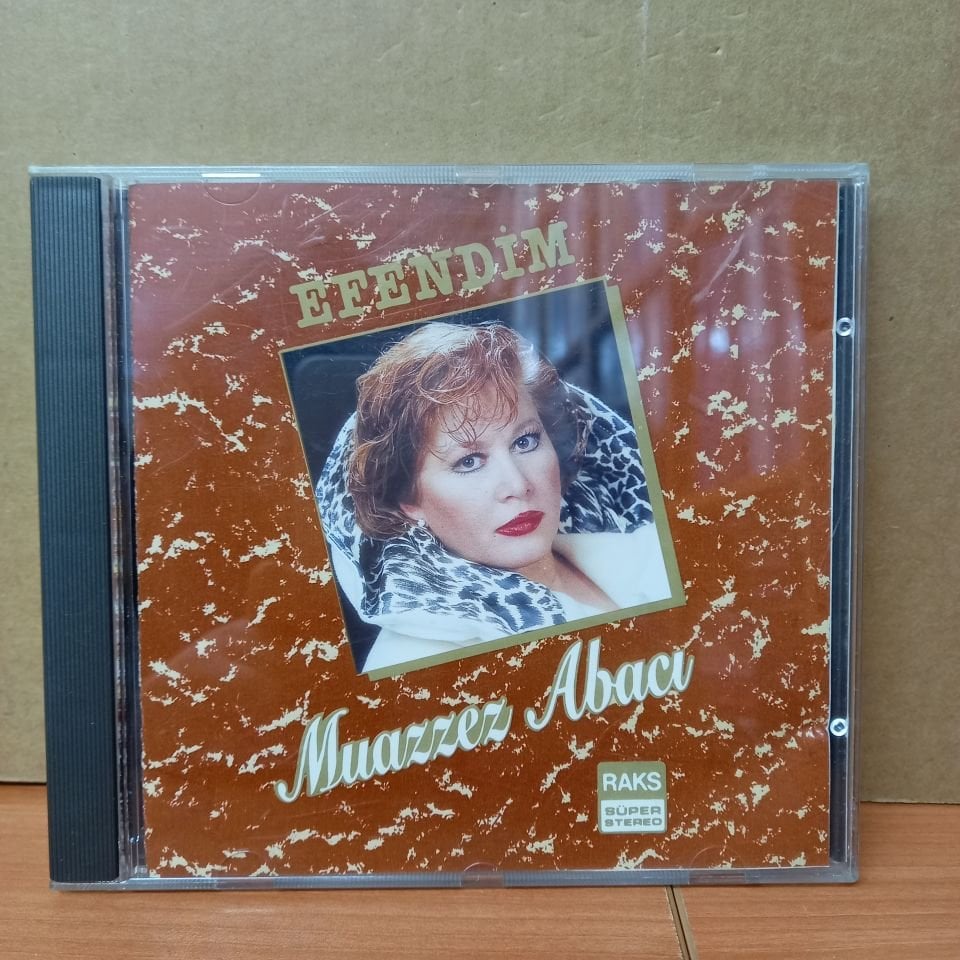 EFENDİM
Muazzez Abacı
RAKS
SÜPER
STEREO